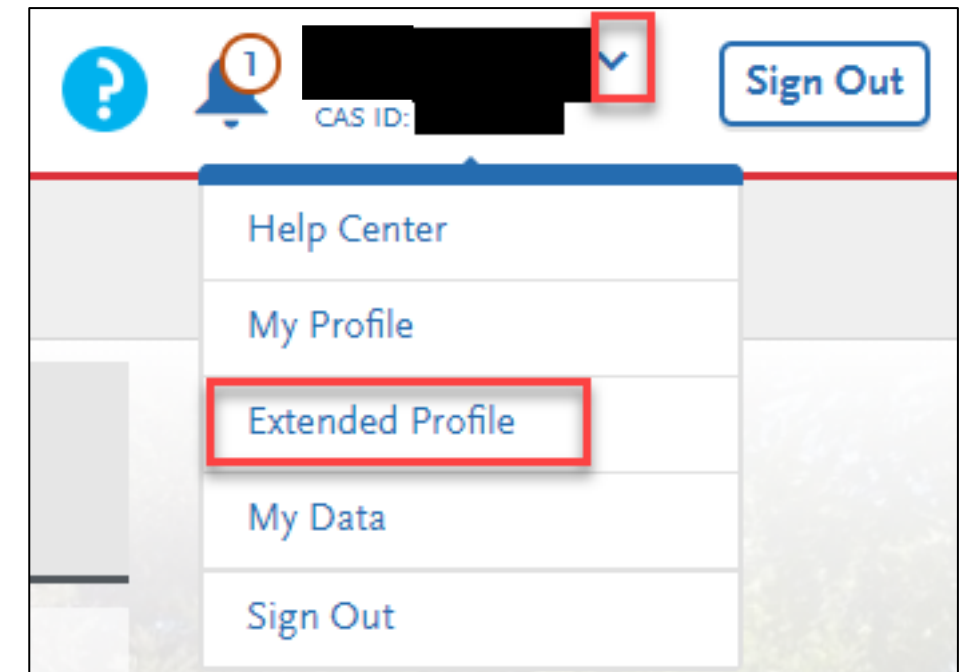 ?
1
Sign Out
CAS ID:
Help Center
My Profile
Extended Profile
My Data
Sign Out